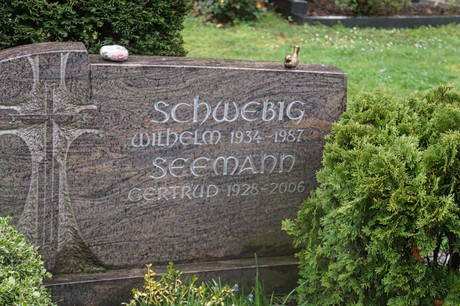 SCHWEBIG
WILHELM 1934 - 1987
SEEMANN
GERTRUD 1928 - 2006